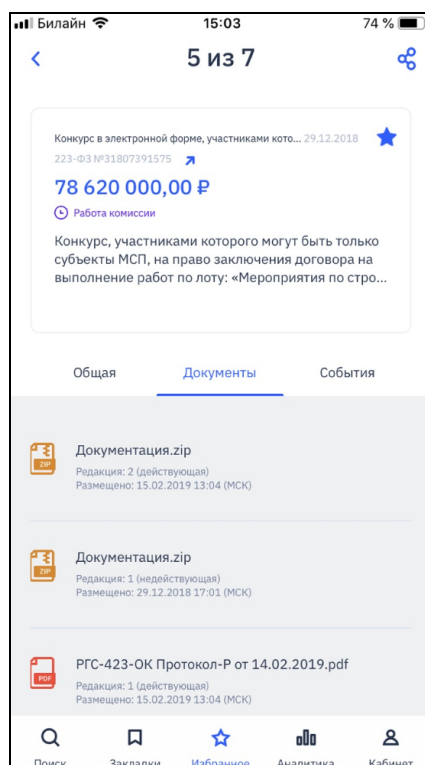 Билайн 15:03 74 %
5 из 7
Конкурс в электронной форме, участниками кото... 29.12.2018
223-ФЗ №31807391575
78 620 000,00 ₽
Работа комиссии
Конкурс, участниками которого могут быть только
субъекты МСП, на право заключения договора на
выполнение работ по лоту: «Мероприятия по стро...
Общая Документы События
ZIP
Документация.zip
Редакция: 2 (действующая)
Размещено: 15.02.2019 13:04 (МСК)
ZIP
Документация.zip
Редакция: 1 (недействующая)
Размещено: 29.12.2018 17:01 (МСК)
PDF
РГС-423-ОК Протокол-Р от 14.02.2019.pdf
Редакция: 1 (действующая)
Размещено: 15.02.2019 13:04 (МСК)
Поиск Закладки Избранное Аналитика Кабинет